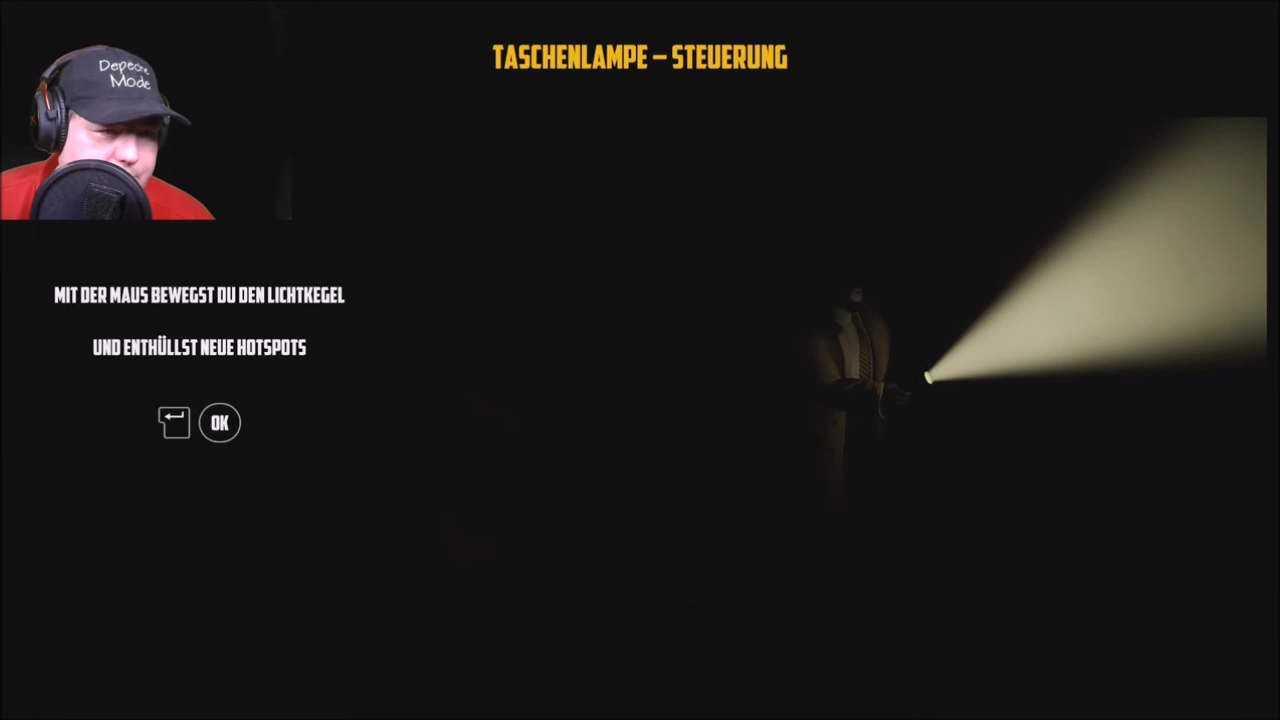 TASCHENLAMPE – STEUERUNG
Depeche
Mode
MIT DER MAUS BEWEGST DU DEN LICHTKEGEL
UND ENTHÜLLST NEUE HOTSPOTS
OK